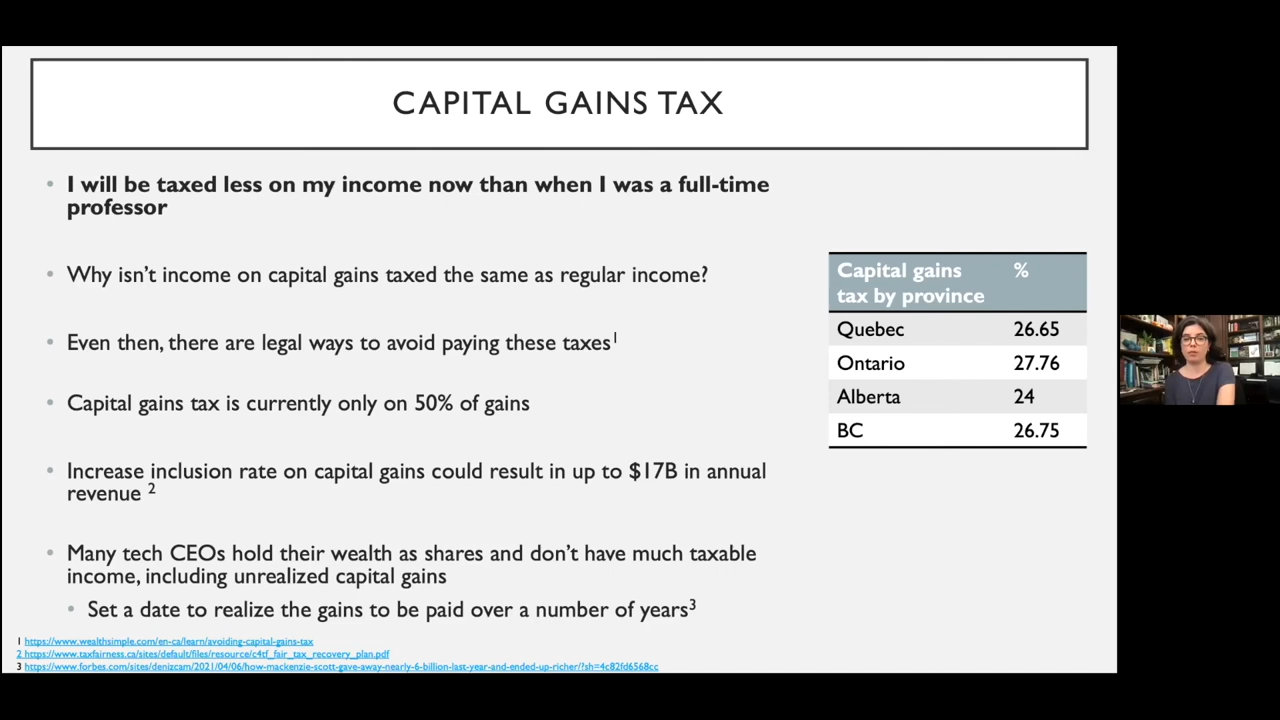 CAPITAL GAINS TAX
• I will be taxed less on my income now than when I was a full-time
professor
• Why isn't income on capital gains taxed the same as regular income?
• Even then, there are legal ways to avoid paying these taxes¹
• Capital gains tax is currently only on 50% of gains
• Increase inclusion rate on capital gains could result in up to $17B in annual
revenue ²
• Many tech CEOs hold their wealth as shares and don't have much taxable
income, including unrealized capital gains
• Set a date to realize the gains to be paid over a number of years³
Capital gains %
tax by province
Quebec 26.65
Ontario 27.76
Alberta 24
BC 26.75
1 https://www.wealthsimple.com/en-ca/learn/avoiding-capital-gains-tax
2 https://www.taxfairness.ca/sites/default/files/resource/c4tf_fair_tax_recovery_plan.pdf
3 https://www.forbes.com/sites/denizcam/2021/04/06/how-mackenzie-scott-gave-away-nearly-6-billion-last-year-and-ended-up-richer/?sh=4c82fd6568cc